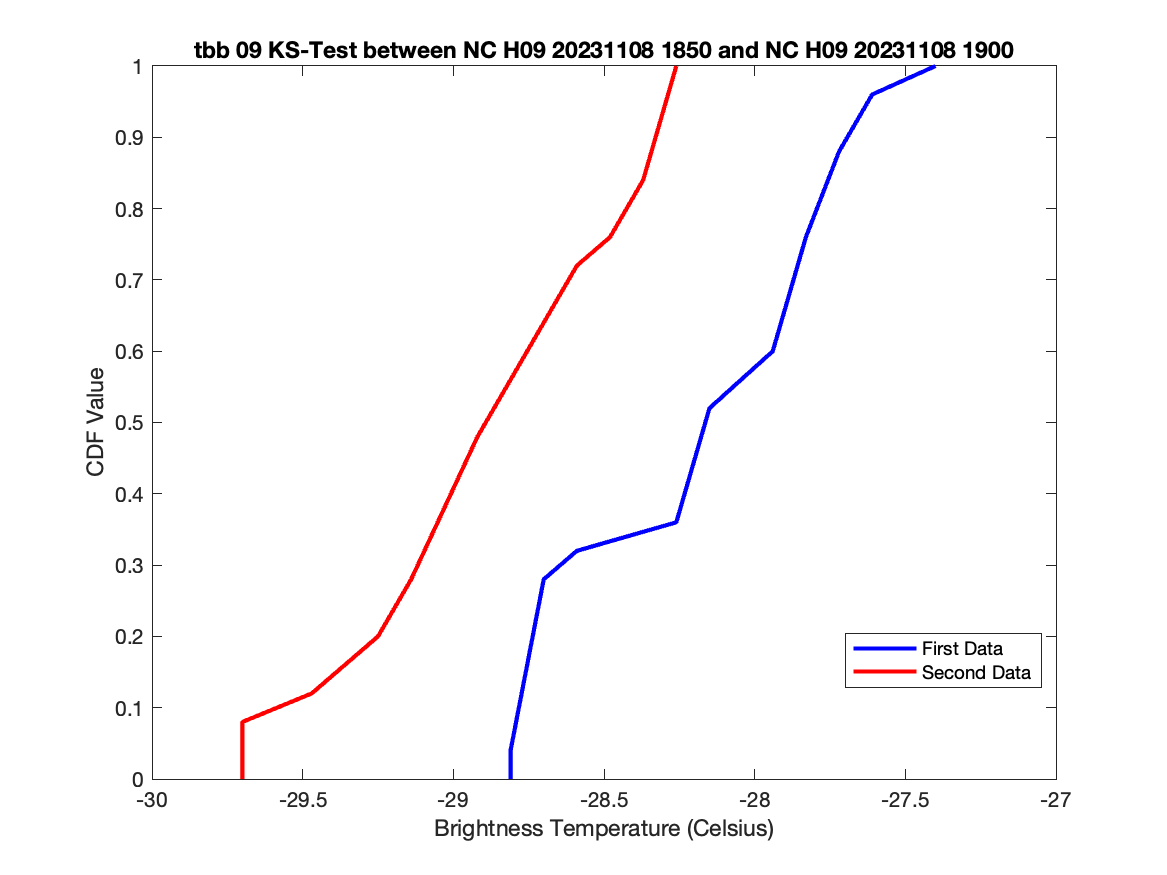 tbb 09 KS-Test between NC H09 20231108 1850 and NC H09 20231108 1900
1
0.9
0.8
0.7
0.6
0.5
0.4
0.3
0.2
0.1
0
CDF Value
First Data
Second Data
-30 -29.5 -29 -28.5 -28 -27.5 -27
Brightness Temperature (Celsius)